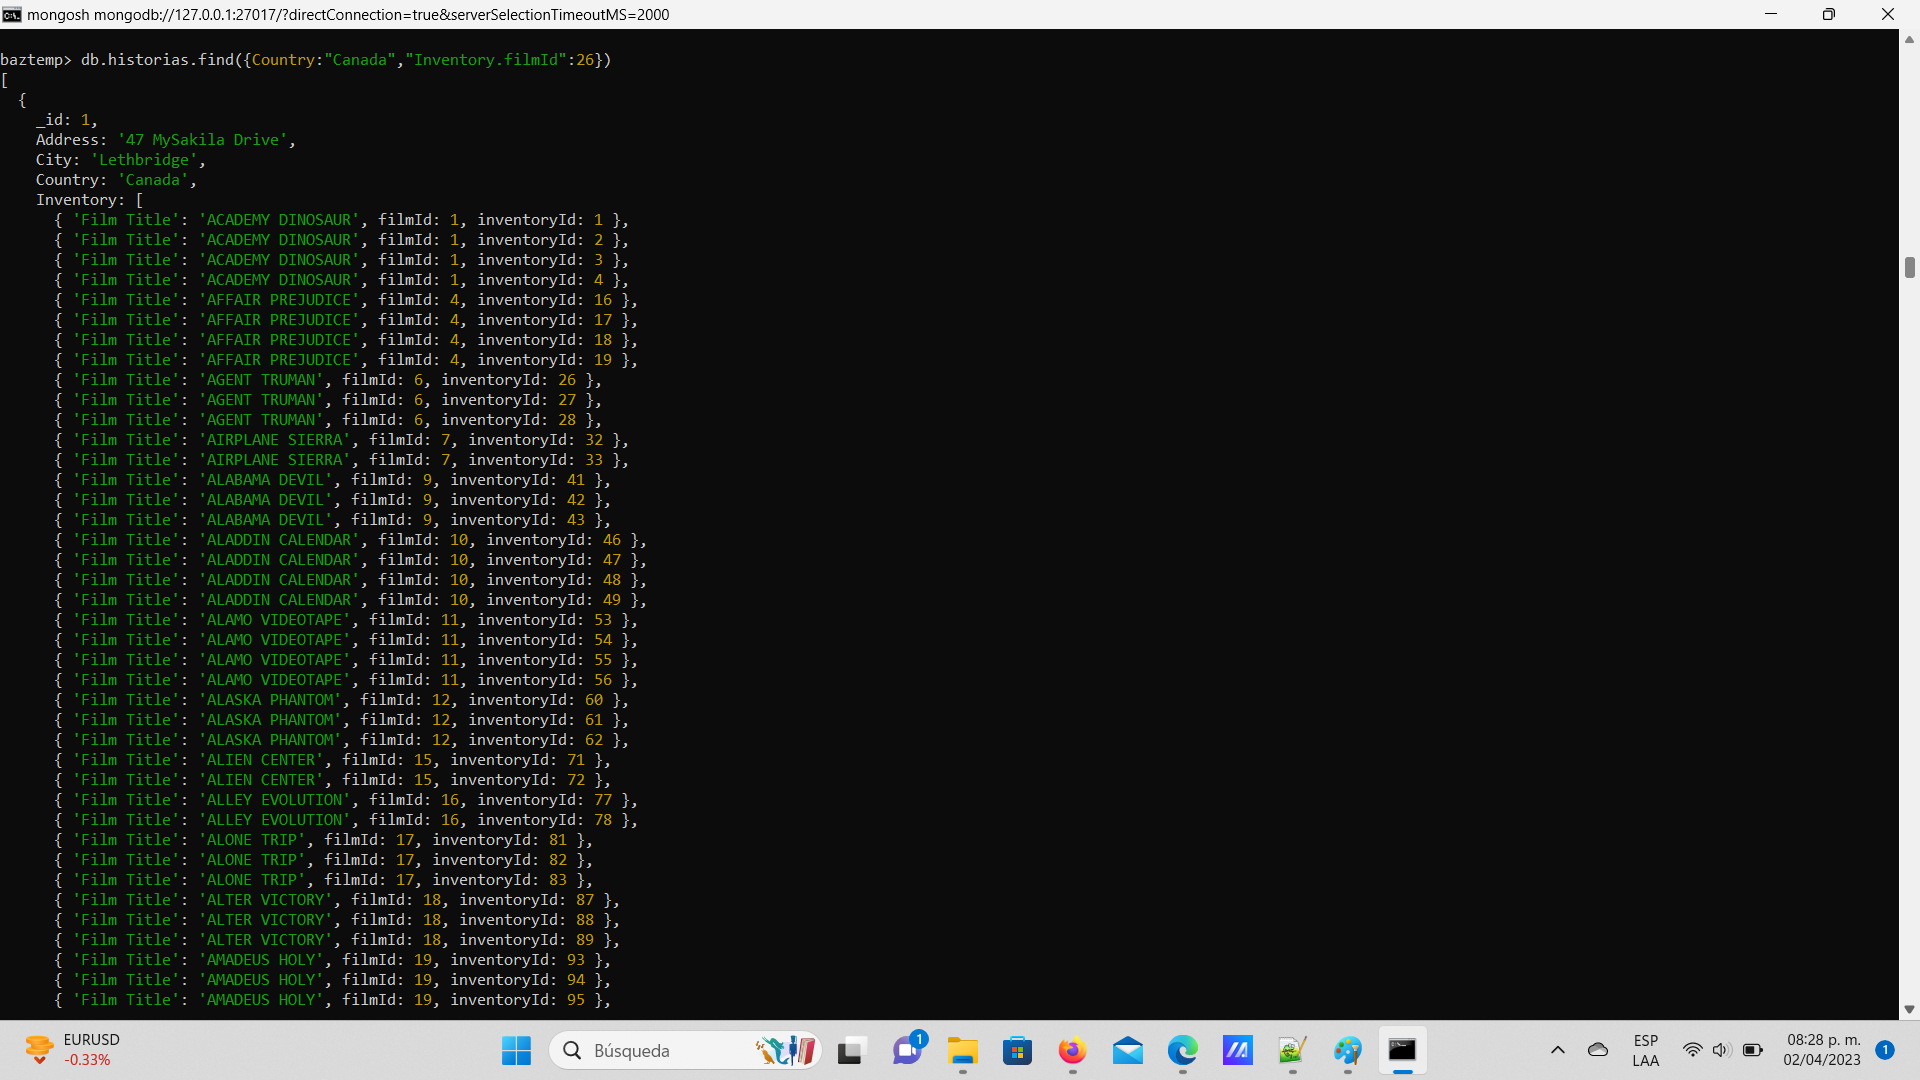 mongosh mongodb://127.0.0.1:27017/?directConnection=true&serverSelectionTimeoutMS=2000
baztemp> db.historias.find({Country:"Canada","Inventory.filmId":26})
[
  {
    _id: 1,
    Address: '47 MySakila Drive',
    City: 'Lethbridge',
    Country: 'Canada',
    Inventory: [
      { 'Film Title': 'ACADEMY DINOSAUR', filmId: 1, inventoryId: 1 },
      { 'Film Title': 'ACADEMY DINOSAUR', filmId: 1, inventoryId: 2 },
      { 'Film Title': 'ACADEMY DINOSAUR', filmId: 1, inventoryId: 3 },
      { 'Film Title': 'ACADEMY DINOSAUR', filmId: 1, inventoryId: 4 },
      { 'Film Title': 'AFFAIR PREJUDICE', filmId: 4, inventoryId: 16 },
      { 'Film Title': 'AFFAIR PREJUDICE', filmId: 4, inventoryId: 17 },
      { 'Film Title': 'AFFAIR PREJUDICE', filmId: 4, inventoryId: 18 },
      { 'Film Title': 'AFFAIR PREJUDICE', filmId: 4, inventoryId: 19 },
      { 'Film Title': 'AGENT TRUMAN', filmId: 6, inventoryId: 26 },
      { 'Film Title': 'AGENT TRUMAN', filmId: 6, inventoryId: 27 },
      { 'Film Title': 'AGENT TRUMAN', filmId: 6, inventoryId: 28 },
      { 'Film Title': 'AIRPLANE SIERRA', filmId: 7, inventoryId: 32 },
      { 'Film Title': 'AIRPLANE SIERRA', filmId: 7, inventoryId: 33 },
      { 'Film Title': 'ALABAMA DEVIL', filmId: 9, inventoryId: 41 },
      { 'Film Title': 'ALABAMA DEVIL', filmId: 9, inventoryId: 42 },
      { 'Film Title': 'ALABAMA DEVIL', filmId: 9, inventoryId: 43 },
      { 'Film Title': 'ALADDIN CALENDAR', filmId: 10, inventoryId: 46 },
      { 'Film Title': 'ALADDIN CALENDAR', filmId: 10, inventoryId: 47 },
      { 'Film Title': 'ALADDIN CALENDAR', filmId: 10, inventoryId: 48 },
      { 'Film Title': 'ALADDIN CALENDAR', filmId: 10, inventoryId: 49 },
      { 'Film Title': 'ALAMO VIDEOTAPE', filmId: 11, inventoryId: 53 },
      { 'Film Title': 'ALAMO VIDEOTAPE', filmId: 11, inventoryId: 54 },
      { 'Film Title': 'ALAMO VIDEOTAPE', filmId: 11, inventoryId: 55 },
      { 'Film Title': 'ALAMO VIDEOTAPE', filmId: 11, inventoryId: 56 },
      { 'Film Title': 'ALASKA PHANTOM', filmId: 12, inventoryId: 60 },
      { 'Film Title': 'ALASKA PHANTOM', filmId: 12, inventoryId: 61 },
      { 'Film Title': 'ALASKA PHANTOM', filmId: 12, inventoryId: 62 },
      { 'Film Title': 'ALIEN CENTER', filmId: 15, inventoryId: 71 },
      { 'Film Title': 'ALIEN CENTER', filmId: 15, inventoryId: 72 },
      { 'Film Title': 'ALLEY EVOLUTION', filmId: 16, inventoryId: 77 },
      { 'Film Title': 'ALLEY EVOLUTION', filmId: 16, inventoryId: 78 },
      { 'Film Title': 'ALONE TRIP', filmId: 17, inventoryId: 81 },
      { 'Film Title': 'ALONE TRIP', filmId: 17, inventoryId: 82 },
      { 'Film Title': 'ALONE TRIP', filmId: 17, inventoryId: 83 },
      { 'Film Title': 'ALTER VICTORY', filmId: 18, inventoryId: 87 },
      { 'Film Title': 'ALTER VICTORY', filmId: 18, inventoryId: 88 },
      { 'Film Title': 'ALTER VICTORY', filmId: 18, inventoryId: 89 },
      { 'Film Title': 'AMADEUS HOLY', filmId: 19, inventoryId: 93 },
      { 'Film Title': 'AMADEUS HOLY', filmId: 19, inventoryId: 94 },
      { 'Film Title': 'AMADEUS HOLY', filmId: 19, inventoryId: 95 },
EURUSD
-0.33%
Búsqueda
1
ESP
LAA
08:28 p. m.
02/04/2023
1